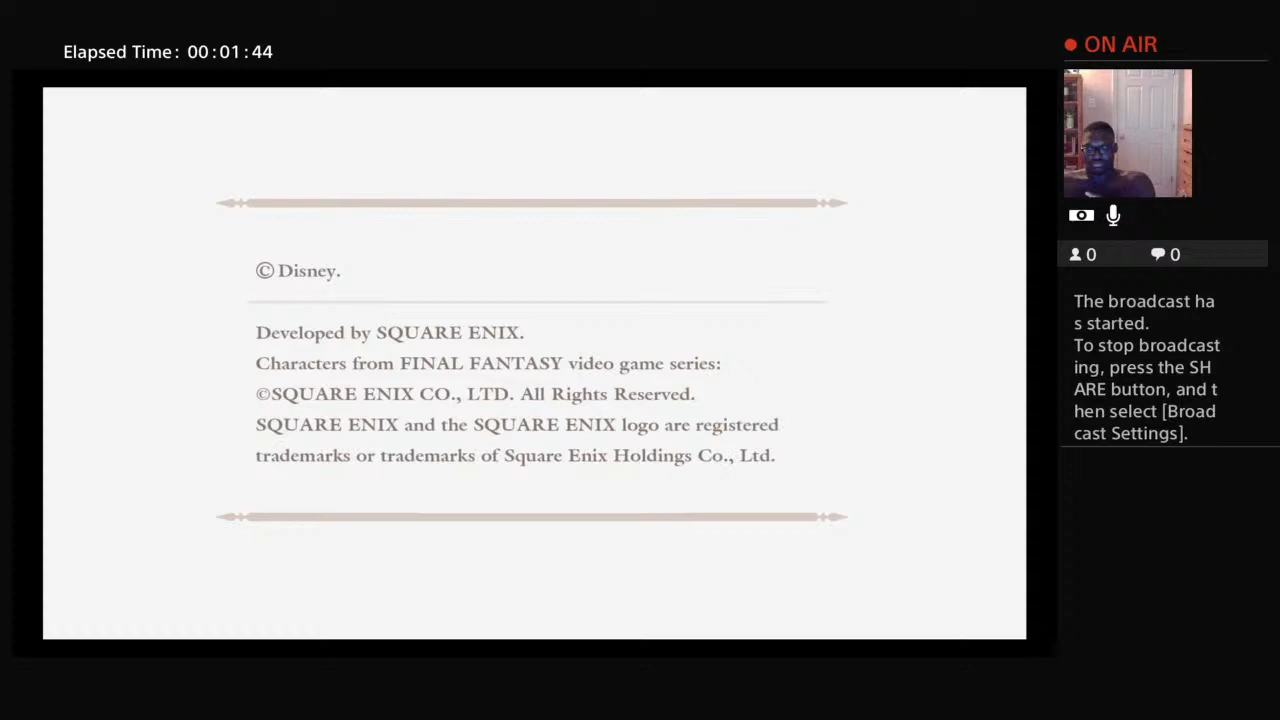 Elapsed Time: 00:01:44
ON AIR
© Disney.
Developed by SQUARE ENIX.
Characters from FINAL FANTASY video game series:
©SQUARE ENIX CO., LTD. All Rights Reserved.
SQUARE ENIX and the SQUARE ENIX logo are registered
trademarks or trademarks of Square Enix Holdings Co., Ltd.
0 0
The broadcast ha
s started.
To stop broadcast
ing, press the SH
ARE button, and t
hen select [Broad
cast Settings].